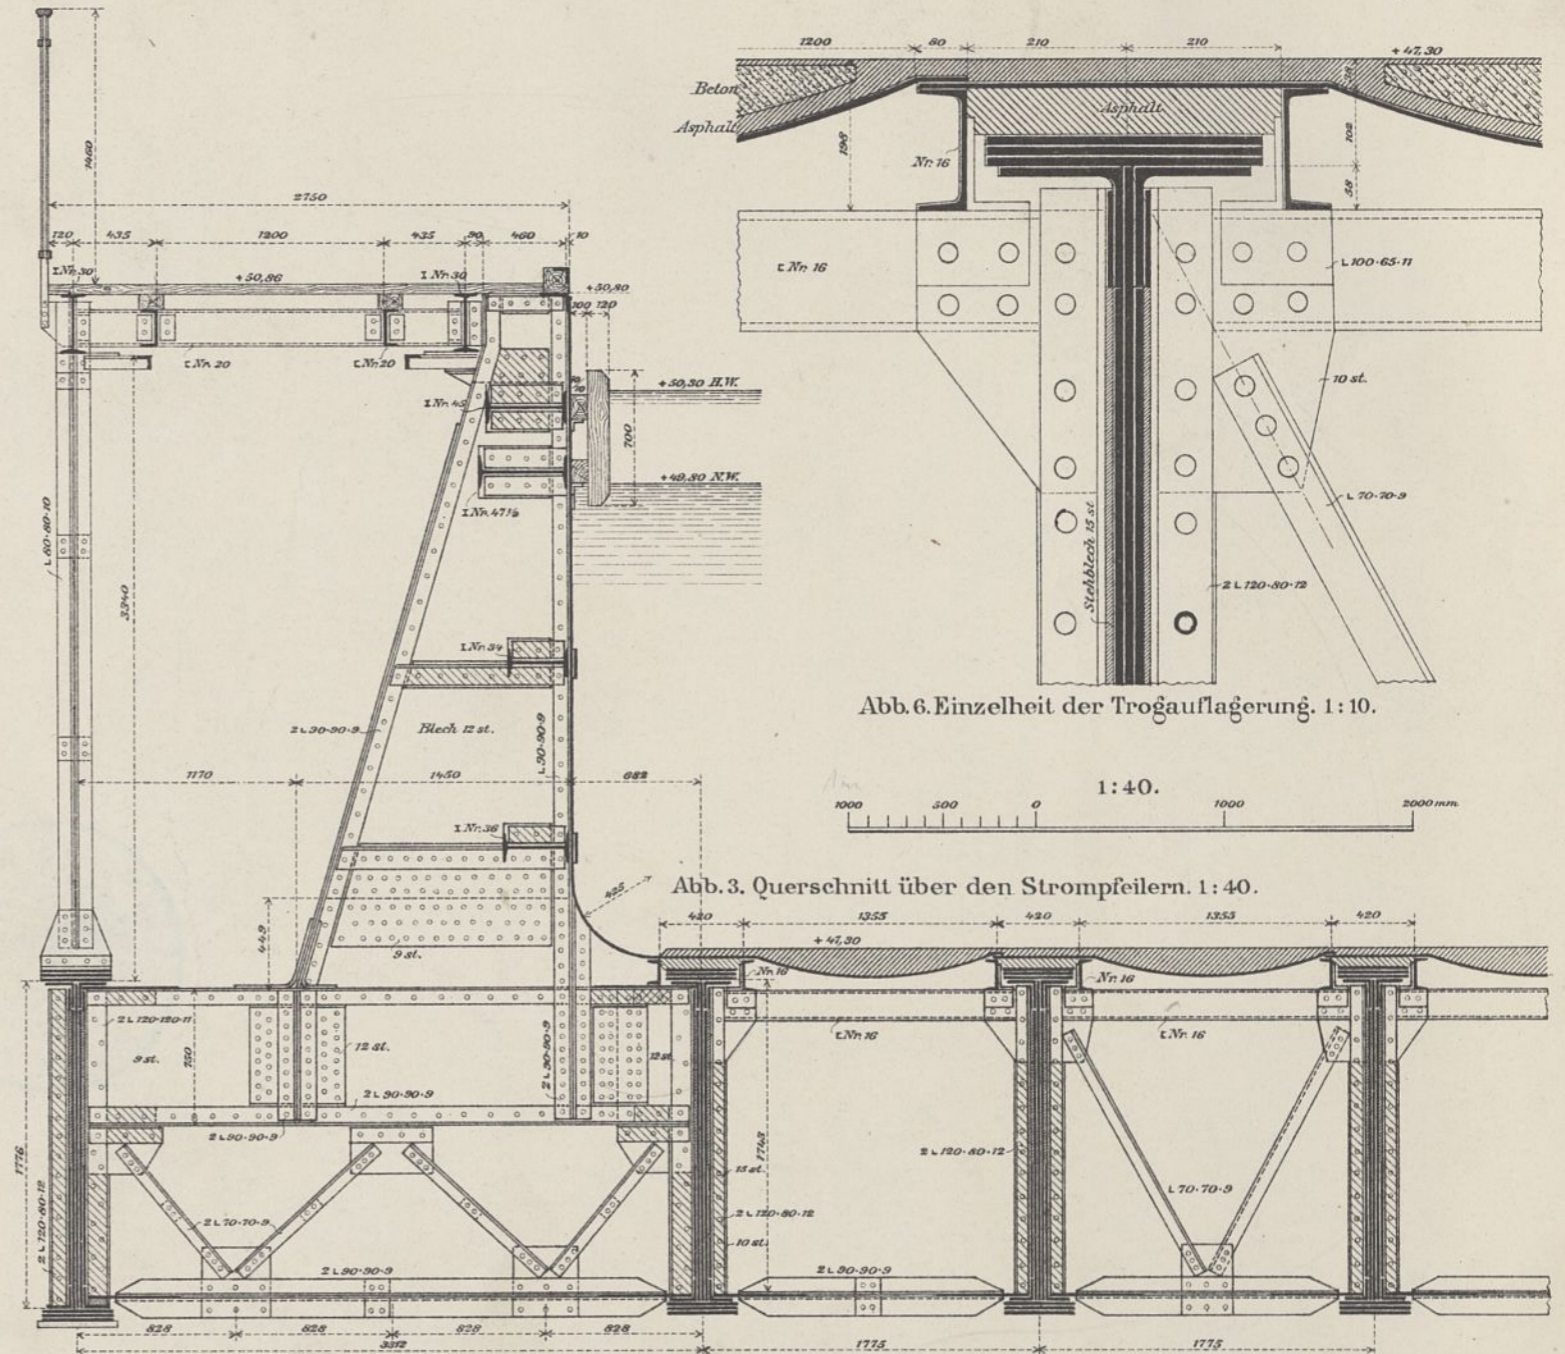 1200
80
210
210
+47,30
Beton
Asphalt
Asphalt
Nr. 16
198
102
58
⊏ Nr. 16
∟100·65·11
10 st.
∟70·70·9
Stehblech 15 st.
2∟120·80·12
Abb. 6. Einzelheit der Trogauflagerung. 1:10.
1460
2750
120
435
1200
435
90
460
10
I Nr. 30
+50,86
I Nr. 30
+50,80
100
120
⊏ Nr. 20
⊏ Nr. 20
I Nr. 45
+50,30 H.W.
700
+49,80 N.W.
I Nr. 47½
∟80·80·10
3340
I Nr. 34
2∟90·90·9
Blech 12 st.
∟90·90·9
1170
1450
682
I Nr. 36
425
449
9 st.
1:40.
1000
500
0
1000
2000 mm
Abb. 3. Querschnitt über den Strompfeilern. 1:40.
420
1355
420
1355
420
+47,30
Nr. 16
Nr. 16
⊏ Nr. 16
⊏ Nr. 16
2∟120·120·11
9 st.
750
12 st.
2∟90·90·9
2∟90·90·9
12 st.
2∟90·90·9
1776
2∟120·80·12
2∟70·70·9
2∟90·90·9
1743
15 st.
2∟120·80·12
10 st.
2∟90·90·9
2∟120·80·12
∟70·70·9
828
828
828
828
3312
1775
1775